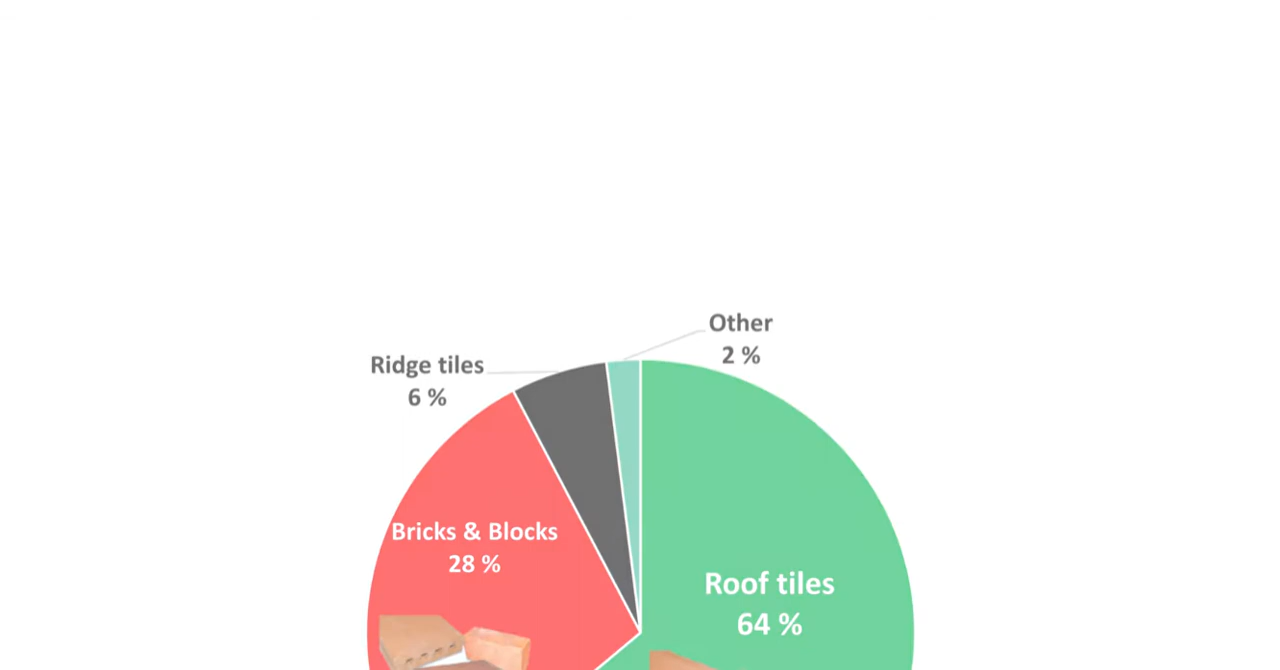 Other
2 %
Ridge tiles
6 %
Bricks & Blocks
28 %
Roof tiles
64 %